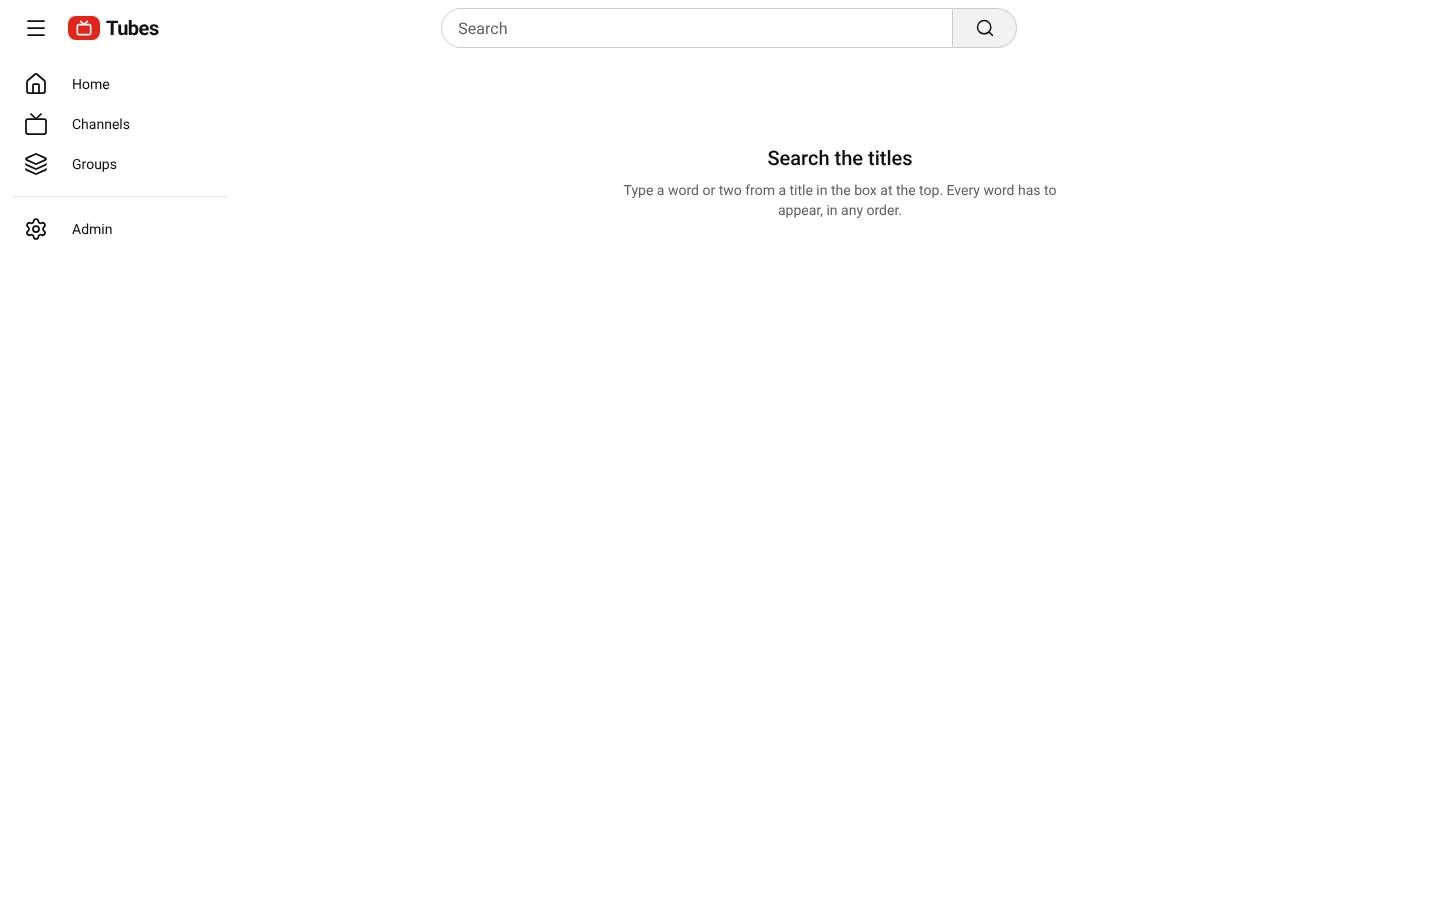 Tubes
Search
Home
Channels
Groups
Admin
Search the titles
Type a word or two from a title in the box at the top. Every word has to
appear, in any order.